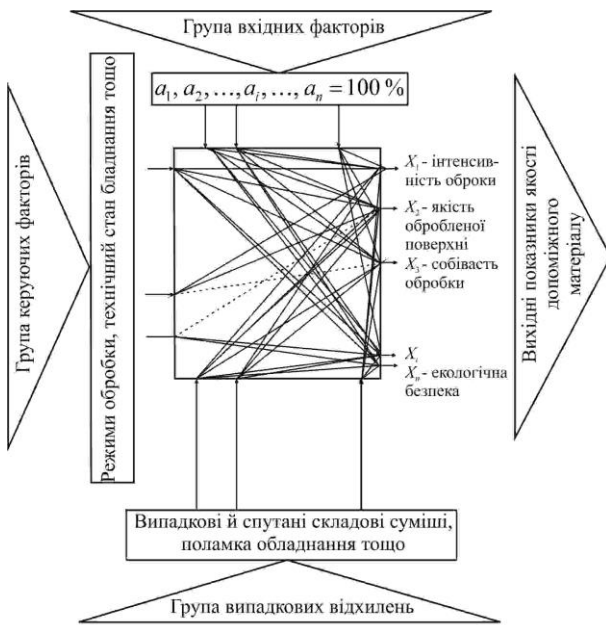 Група вхідних факторів
a₁, a₂, ..., aᵢ, ..., aₙ = 100 %
Група керуючих факторів
Режими обробки, технічний стан бладнання тощо
X₁ - інтенсив-
ність оброки
X₂ - якість
обробленої
поверхні
X₃ - собівасть
обробки
Xᵢ
Xₙ - екологічна
безпека
Вихідні показники якості
допоміжного
матеріалу
Випадкові й спутані складові суміші,
поламка обладнання тощо
Група випадкових відхилень